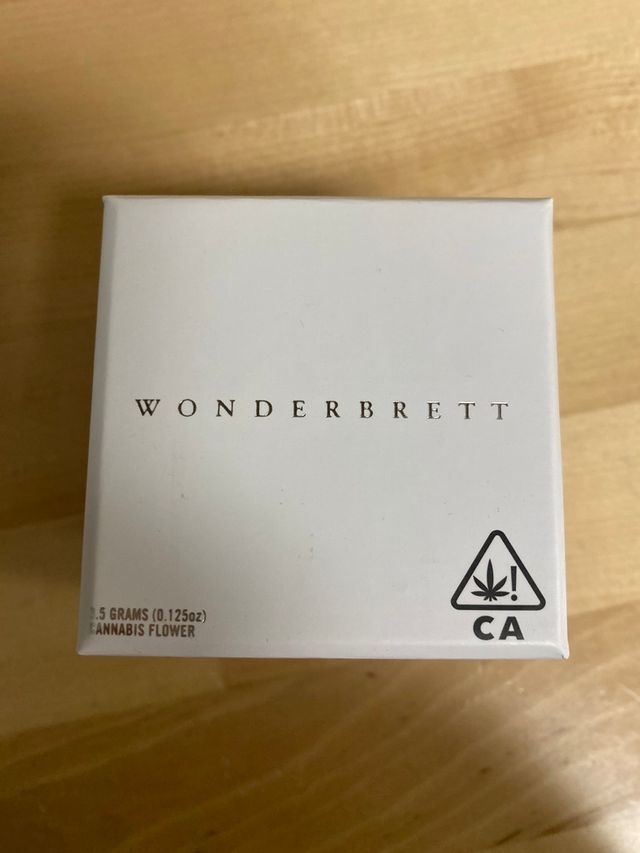 WONDERBRETT
.5 GRAMS (0.125oz)
CANNABIS FLOWER
!
CA